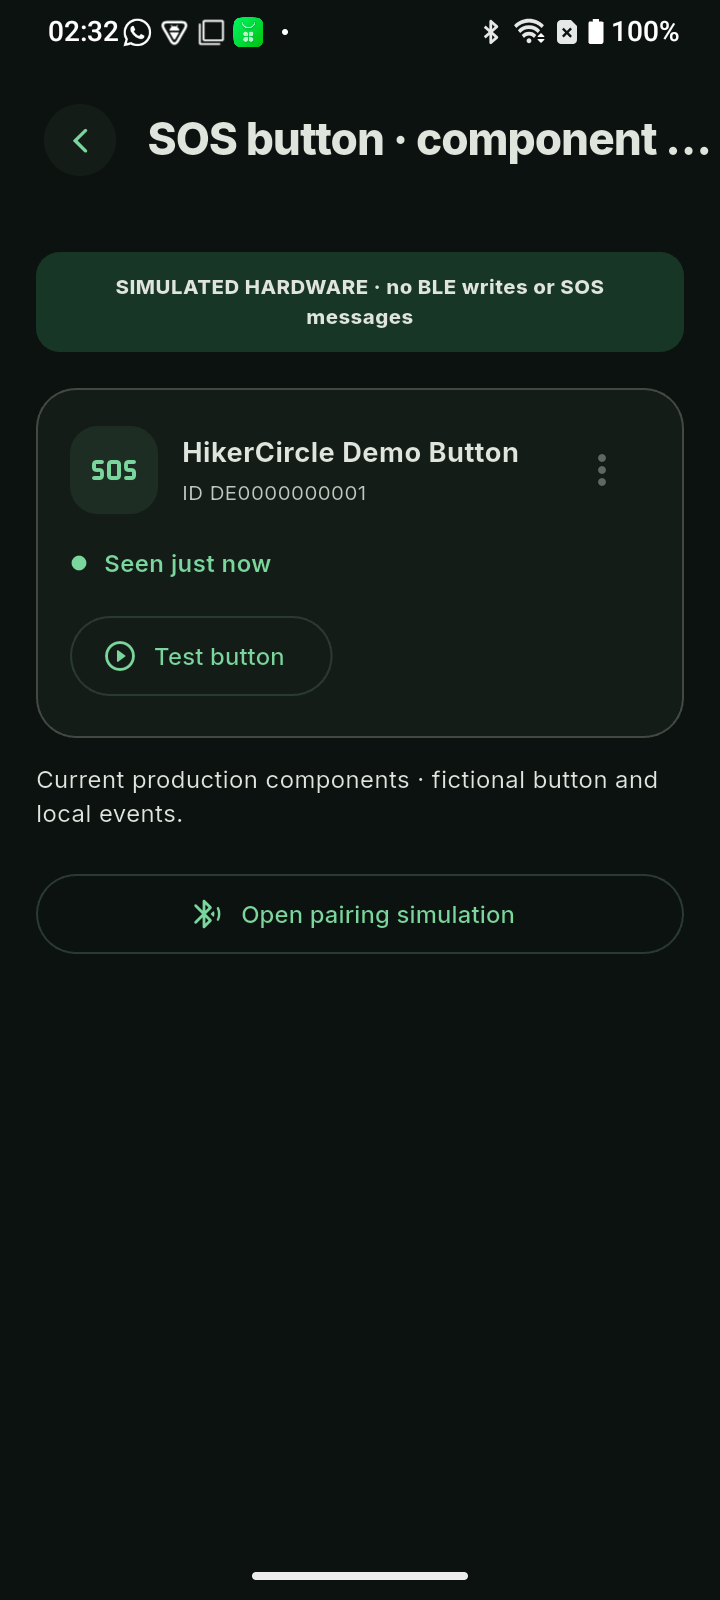 02:32
100%
SOS button · component ...
SIMULATED HARDWARE · no BLE writes or SOS
messages
SOS
HikerCircle Demo Button
ID DE0000000001
Seen just now
Test button
Current production components · fictional button and
local events.
Open pairing simulation